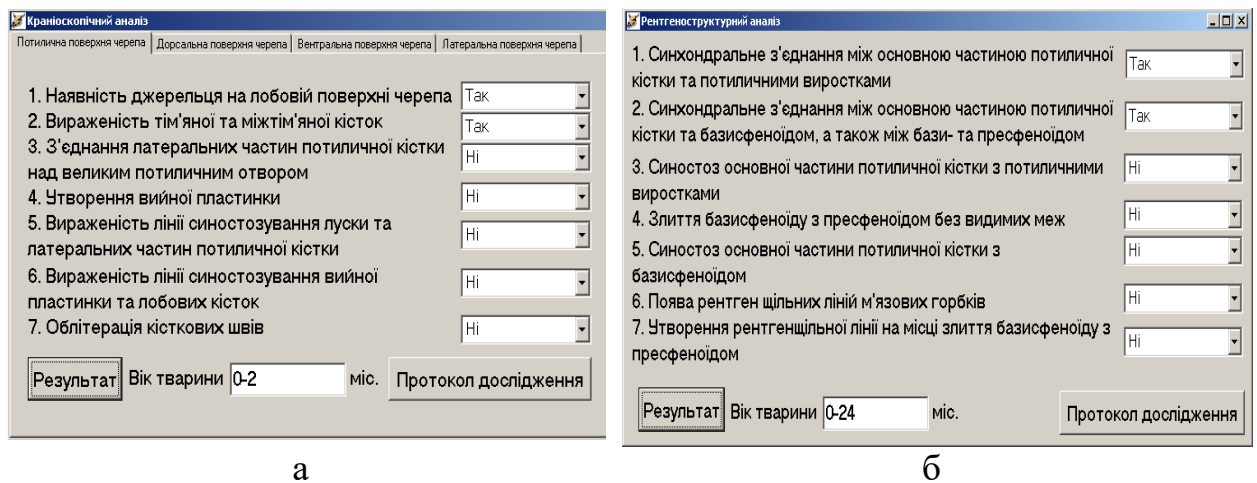 Краніоскопічний аналіз
Потилична поверхня черепа Дорсальна поверхня черепа Вентральна поверхня черепа Латеральна поверхня черепа
1. Наявність джерельця на лобовій поверхні черепа Так
2. Вираженість тім'яної та міжтім'яної кісток Так
3. З'єднання латеральних частин потиличної кістки
над великим потиличним отвором Ні
4. Утворення вийної пластинки Ні
5. Вираженість лінії синостозування луски та
латеральних частин потиличної кістки Ні
6. Вираженість лінії синостозування вийної
пластинки та лобових кісток Ні
7. Облітерація кісткових швів Ні
Результат Вік тварини 0-2 міс. Протокол дослідження
а
Рентгеноструктурний аналіз
1. Синхондральне з'єднання між основною частиною потиличної
кістки та потиличними виростками Так
2. Синхондральне з'єднання між основною частиною потиличної
кістки та базисфеноїдом, а також між бази- та пресфеноїдом Так
3. Синостоз основної частини потиличної кістки з потиличними
виростками Ні
4. Злиття базисфеноїду з пресфеноїдом без видимих меж Ні
5. Синостоз основної частини потиличної кістки з
базисфеноїдом Ні
6. Поява рентген щільних ліній м'язових горбків Ні
7. Утворення рентгенщільної лінії на місці злиття базисфеноїду з
пресфеноїдом Ні
Результат Вік тварини 0-24 міс. Протокол дослідження
б